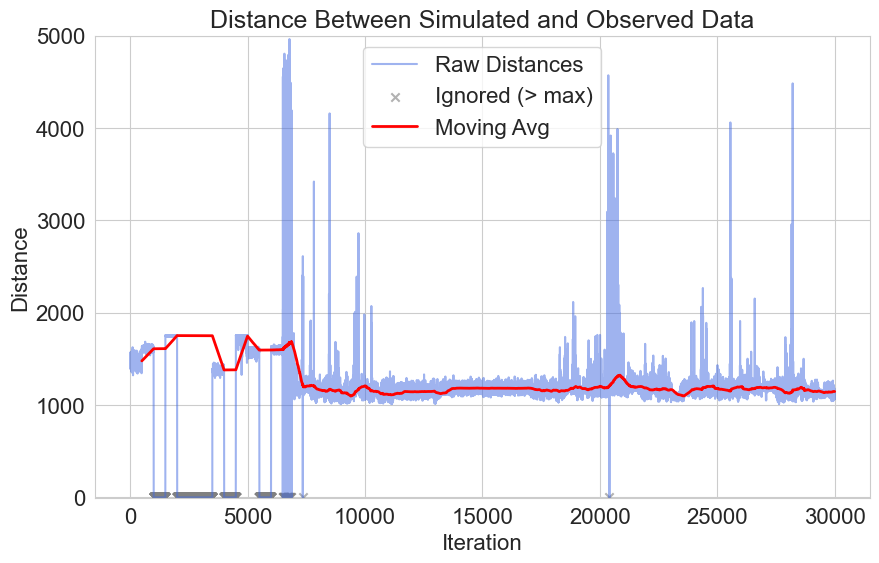 Distance Between Simulated and Observed Data
5000
4000
3000
2000
1000
0
Distance
Raw Distances
Ignored (> max)
Moving Avg
0
5000
10000
15000
20000
25000
30000
Iteration